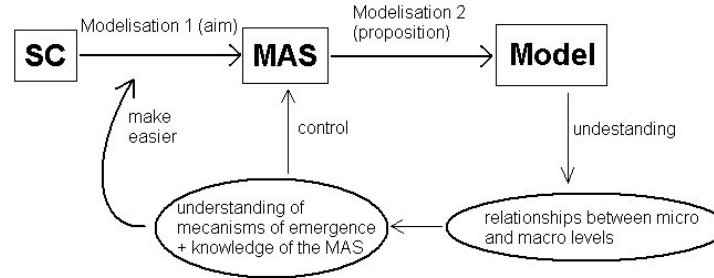 Modelisation 1 (aim)
Modelisation 2
(proposition)
SC
MAS
Model
make
easier
control
undestanding
understanding of
mecanisms of emergence
+ knowledge of the MAS
relationships between micro
and macro levels